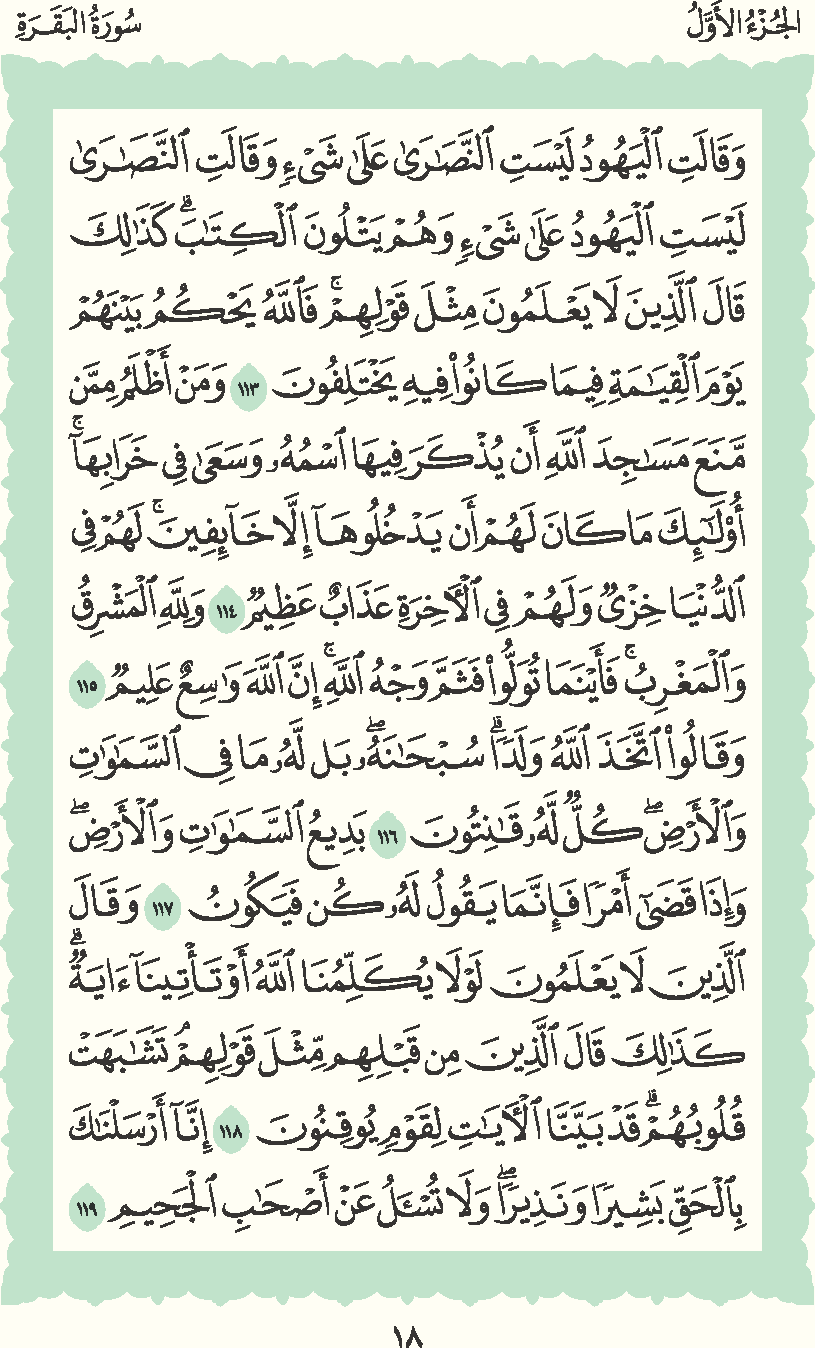 الجُزْءُ الأَوَّلُ
سُورَةُ البَقَرَةِ
وَقَالَتِ ٱلْيَهُودُ لَيْسَتِ ٱلنَّصَٰرَىٰ عَلَىٰ شَىْءٍ وَقَالَتِ ٱلنَّصَٰرَىٰ
لَيْسَتِ ٱلْيَهُودُ عَلَىٰ شَىْءٍ وَهُمْ يَتْلُونَ ٱلْكِتَٰبَ ۗ كَذَٰلِكَ
قَالَ ٱلَّذِينَ لَا يَعْلَمُونَ مِثْلَ قَوْلِهِمْ ۚ فَٱللَّهُ يَحْكُمُ بَيْنَهُمْ
يَوْمَ ٱلْقِيَٰمَةِ فِيمَا كَانُوا۟ فِيهِ يَخْتَلِفُونَ ١١٣ وَمَنْ أَظْلَمُ مِمَّن
مَّنَعَ مَسَٰجِدَ ٱللَّهِ أَن يُذْكَرَ فِيهَا ٱسْمُهُۥ وَسَعَىٰ فِى خَرَابِهَآ ۚ
أُو۟لَٰٓئِكَ مَا كَانَ لَهُمْ أَن يَدْخُلُوهَآ إِلَّا خَآئِفِينَ ۚ لَهُمْ فِى
ٱلدُّنْيَا خِزْىٌ وَلَهُمْ فِى ٱلْءَاخِرَةِ عَذَابٌ عَظِيمٌ ١١٤ وَلِلَّهِ ٱلْمَشْرِقُ
وَٱلْمَغْرِبُ ۚ فَأَيْنَمَا تُوَلُّوا۟ فَثَمَّ وَجْهُ ٱللَّهِ ۚ إِنَّ ٱللَّهَ وَٰسِعٌ عَلِيمٌ ١١٥
وَقَالُوا۟ ٱتَّخَذَ ٱللَّهُ وَلَدًا ۗ سُبْحَٰنَهُۥ ۖ بَل لَّهُۥ مَا فِى ٱلسَّمَٰوَٰتِ
وَٱلْأَرْضِ ۖ كُلٌّ لَّهُۥ قَٰنِتُونَ ١١٦ بَدِيعُ ٱلسَّمَٰوَٰتِ وَٱلْأَرْضِ ۖ
وَإِذَا قَضَىٰٓ أَمْرًا فَإِنَّمَا يَقُولُ لَهُۥ كُن فَيَكُونُ ١١٧ وَقَالَ
ٱلَّذِينَ لَا يَعْلَمُونَ لَوْلَا يُكَلِّمُنَا ٱللَّهُ أَوْ تَأْتِينَآ ءَايَةٌ ۗ
كَذَٰلِكَ قَالَ ٱلَّذِينَ مِن قَبْلِهِم مِّثْلَ قَوْلِهِمْ ۘ تَشَٰبَهَتْ
قُلُوبُهُمْ ۗ قَدْ بَيَّنَّا ٱلْءَايَٰتِ لِقَوْمٍ يُوقِنُونَ ١١٨ إِنَّآ أَرْسَلْنَٰكَ
بِٱلْحَقِّ بَشِيرًا وَنَذِيرًا ۖ وَلَا تُسْـَٔلُ عَنْ أَصْحَٰبِ ٱلْجَحِيمِ ١١٩
١٨